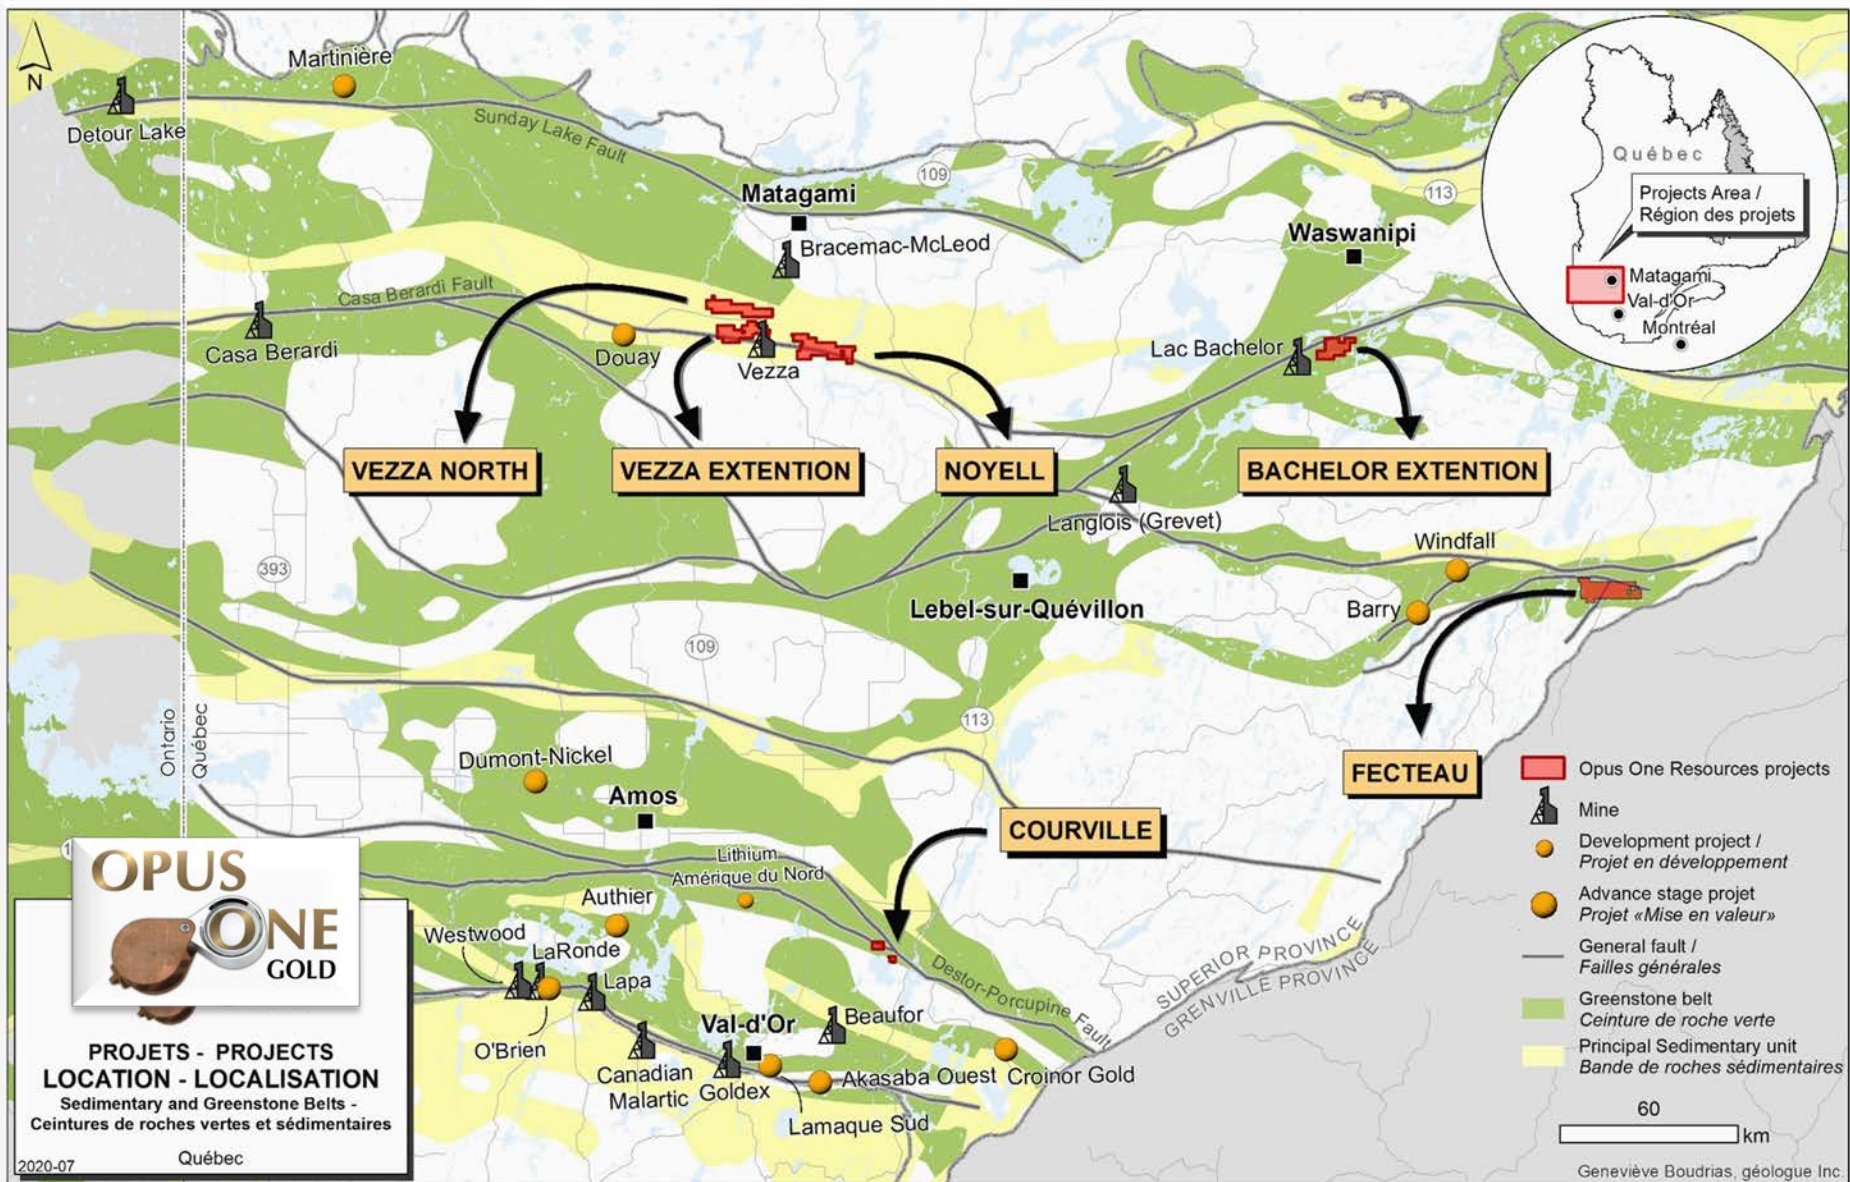 N
Martinière
Detour Lake
Sunday Lake Fault
109
113
Matagami
Bracemac-McLeod
Waswanipi
Québec
Projects Area /
Région des projets
Matagami
Val-d'Or
Montréal
Casa Berardi Fault
Casa Berardi
Douay
Vezza
Lac Bachelor
VEZZA NORTH
VEZZA EXTENTION
NOYELL
BACHELOR EXTENTION
Langlois (Grevet)
Windfall
393
Lebel-sur-Quévillon
Barry
109
113
Ontario
Québec
Dumont-Nickel
Amos
FECTEAU
COURVILLE
Lithium
Amérique du Nord
Authier
Westwood
LaRonde
Lapa
O'Brien
Canadian
Malartic
Val-d'Or
Goldex
Beaufor
Akasaba Ouest
Croinor Gold
Lamaque Sud
Destor-Porcupine Fault
SUPERIOR PROVINCE
GRENVILLE PROVINCE
Opus One Resources projects
Mine
Development project /
Projet en développement
Advance stage projet
Projet «Mise en valeur»
General fault /
Failles générales
Greenstone belt
Ceinture de roche verte
Principal Sedimentary unit
Bande de roches sédimentaires
60
km
Geneviève Boudrias, géologue Inc.
OPUS
ONE
GOLD
PROJETS - PROJECTS
LOCATION - LOCALISATION
Sedimentary and Greenstone Belts -
Ceintures de roches vertes et sédimentaires
Québec
2020-07